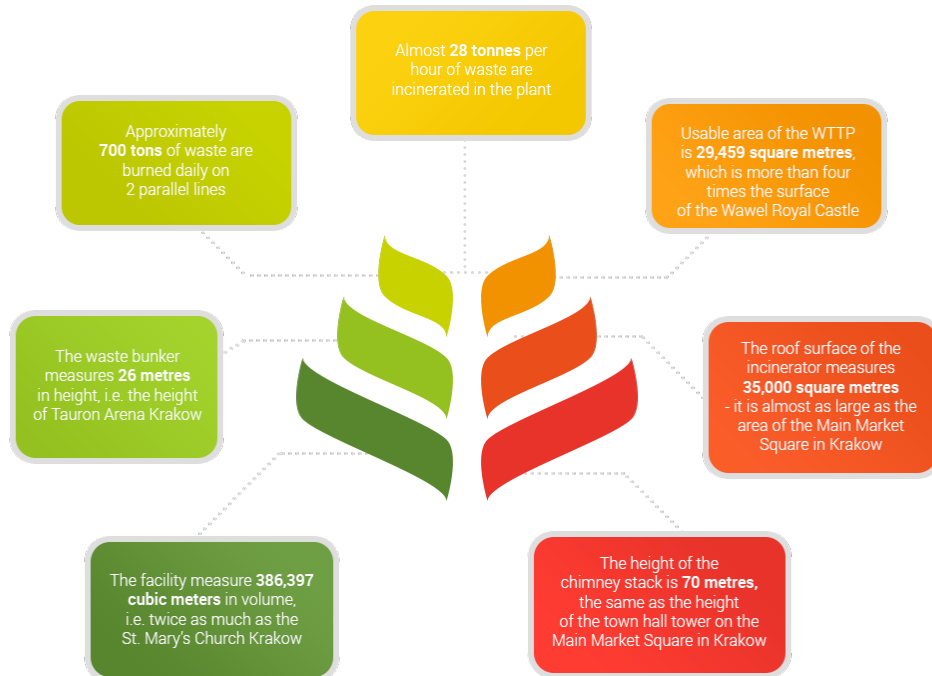 Almost 28 tonnes per
hour of waste are
incinerated in the plant
Approximately
700 tons of waste are
burned daily on
2 parallel lines
Usable area of the WTTP
is 29,459 square metres,
which is more than four
times the surface
of the Wawel Royal Castle
The waste bunker
measures 26 metres
in height, i.e. the height
of Tauron Arena Krakow
The roof surface of the
incinerator measures
35,000 square metres
- it is almost as large as the
area of the Main Market
Square in Krakow
The facility measure 386,397
cubic meters in volume,
i.e. twice as much as the
St. Mary's Church Krakow
The height of the
chimney stack is 70 metres,
the same as the height
of the town hall tower on the
Main Market Square in Krakow